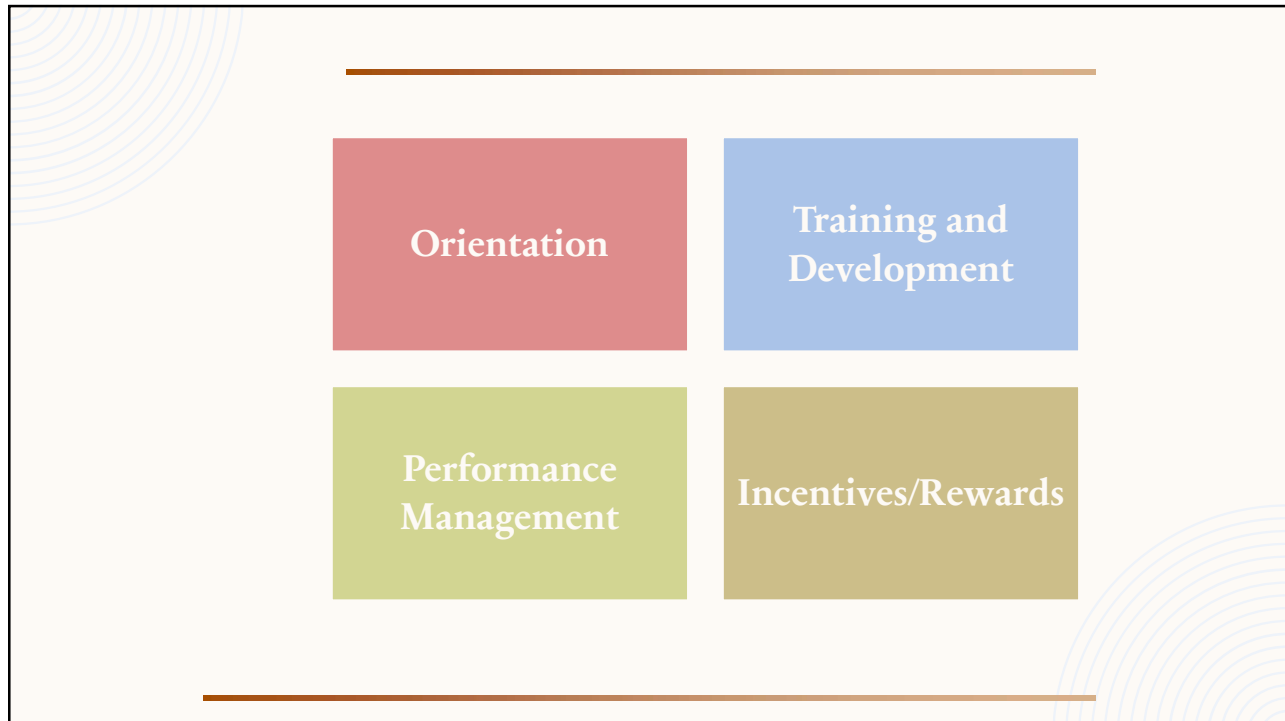 Orientation
Training and
Development
Performance
Management
Incentives/Rewards